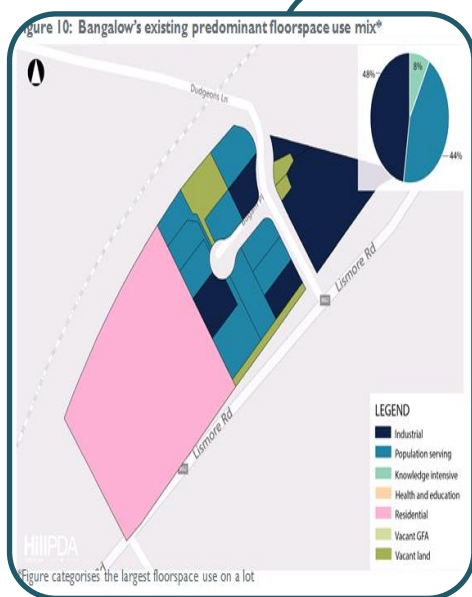 gure 10: Bangalow's existing predominant floorspace use mix*
48%
8%
44%
Dudgeons Ln
Lismore Rd
Lismore Rd
LEGEND
Industrial
Population serving
Knowledge intensive
Health and education
Residential
Vacant GFA
Vacant land
HillPDA
*Figure categorises the largest floorspace use on a lot